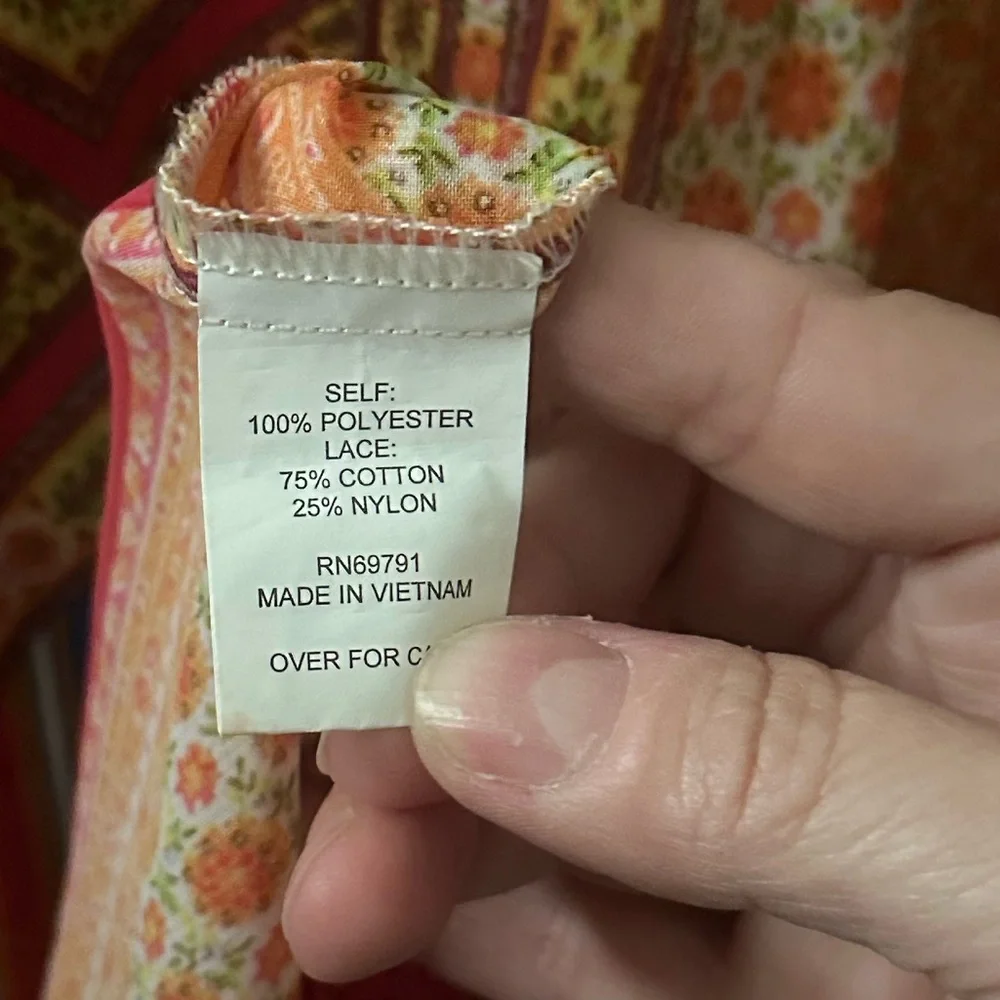 SELF:
100% POLYESTER
LACE:
75% COTTON
25% NYLON
RN69791
MADE IN VIETNAM
OVER FOR